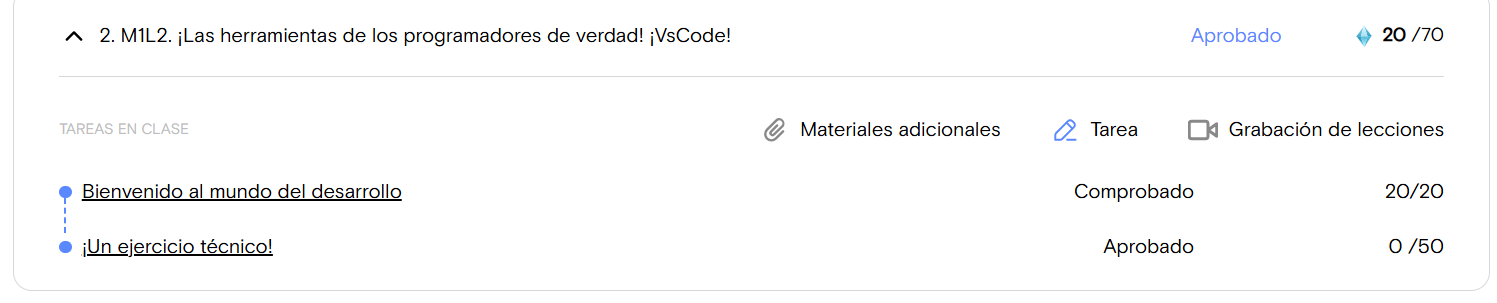 2. M1L2. ¡Las herramientas de los programadores de verdad! ¡VsCode! Aprobado 20 /70
TAREAS EN CLASE Materiales adicionales Tarea Grabación de lecciones
Bienvenido al mundo del desarrollo Comprobado 20/20
¡Un ejercicio técnico! Aprobado 0 /50